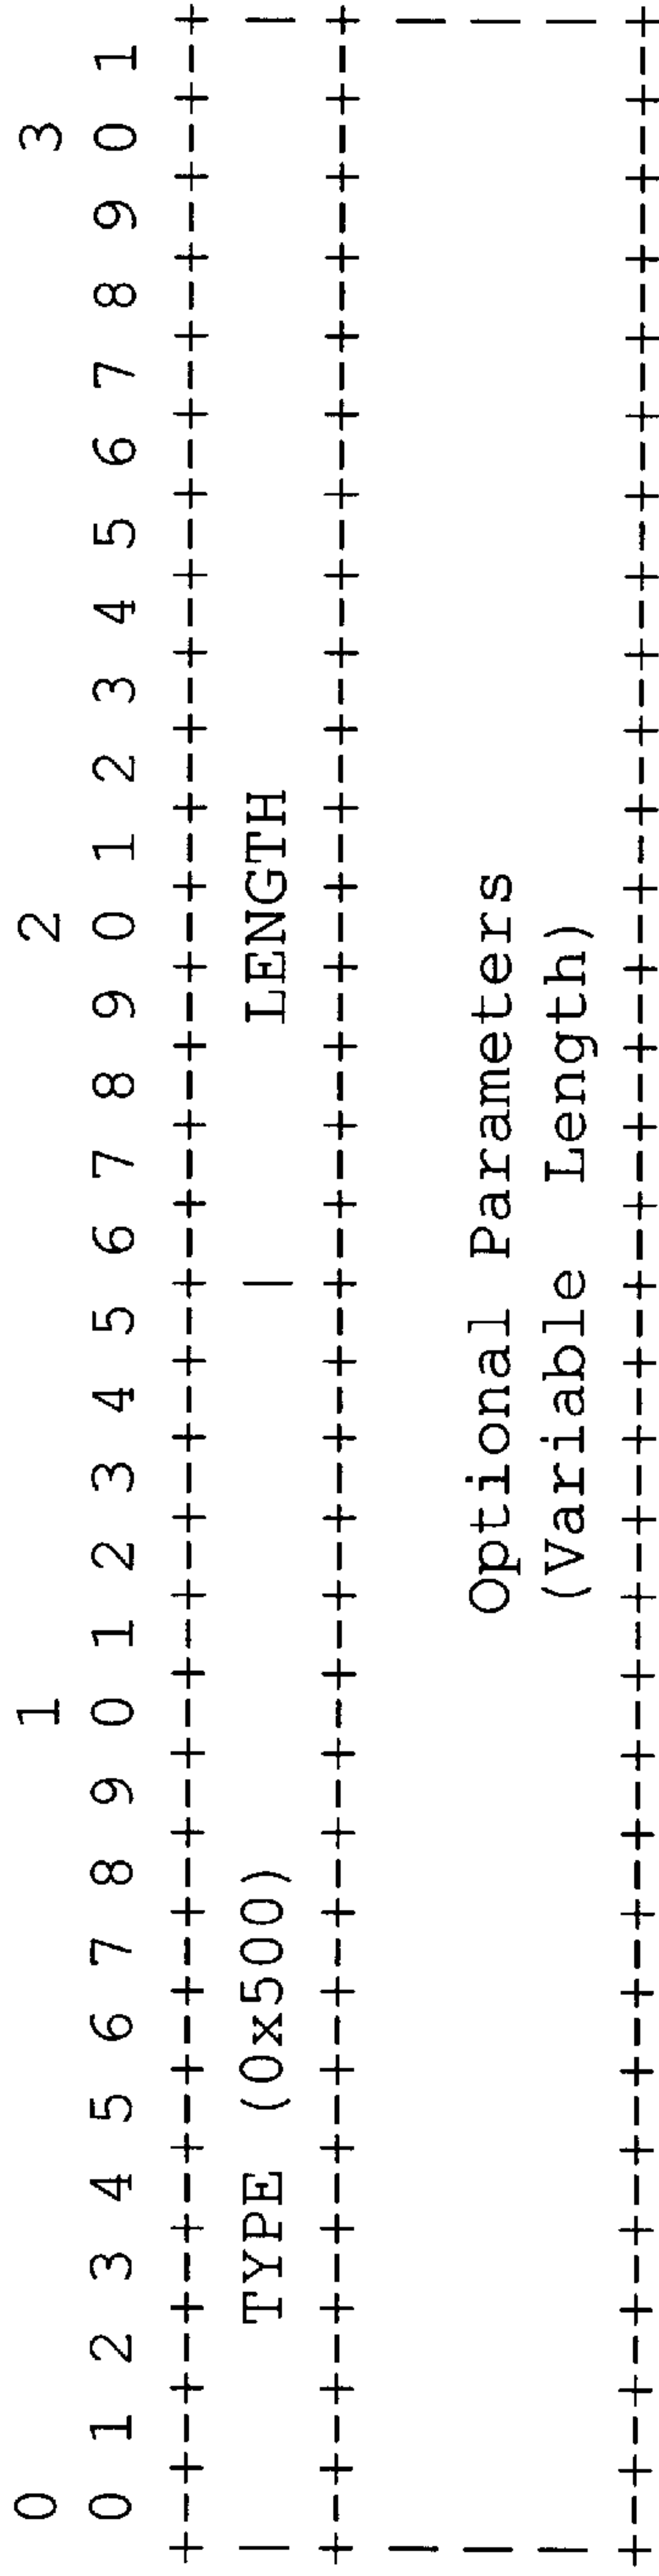 0                   1                   2                   3
0 1 2 3 4 5 6 7 8 9 0 1 2 3 4 5 6 7 8 9 0 1 2 3 4 5 6 7 8 9 0 1
+-+-+-+-+-+-+-+-+-+-+-+-+-+-+-+-+-+-+-+-+-+-+-+-+-+-+-+-+-+-+-+-+
|     TYPE (0x500)              |      LENGTH                   |
+-+-+-+-+-+-+-+-+-+-+-+-+-+-+-+-+-+-+-+-+-+-+-+-+-+-+-+-+-+-+-+-+
|                                                               |
|                       Optional Parameters                     |
|                       (Variable Length)                       |
+-+-+-+-+-+-+-+-+-+-+-+-+-+-+-+-+-+-+-+-+-+-+-+-+-+-+-+-+-+-+-+-+